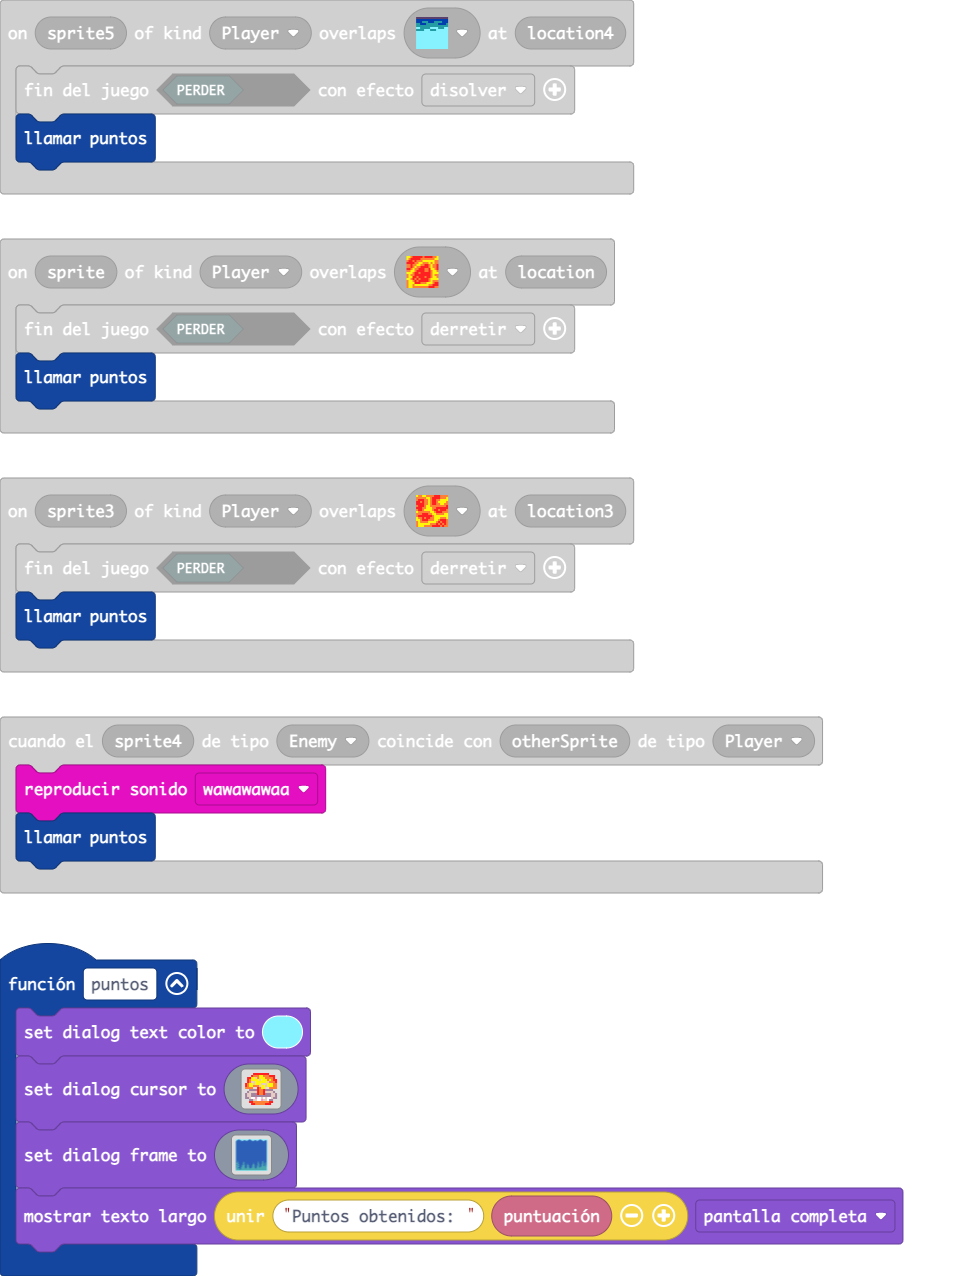 on sprite5 of kind Player overlaps at location4
fin del juego PERDER con efecto disolver
llamar puntos
on sprite of kind Player overlaps at location
fin del juego PERDER con efecto derretir
llamar puntos
on sprite3 of kind Player overlaps at location3
fin del juego PERDER con efecto derretir
llamar puntos
cuando el sprite4 de tipo Enemy coincide con otherSprite de tipo Player
reproducir sonido wawawawaa
llamar puntos
función puntos
set dialog text color to
set dialog cursor to
set dialog frame to
mostrar texto largo unir "Puntos obtenidos: " puntuación pantalla completa